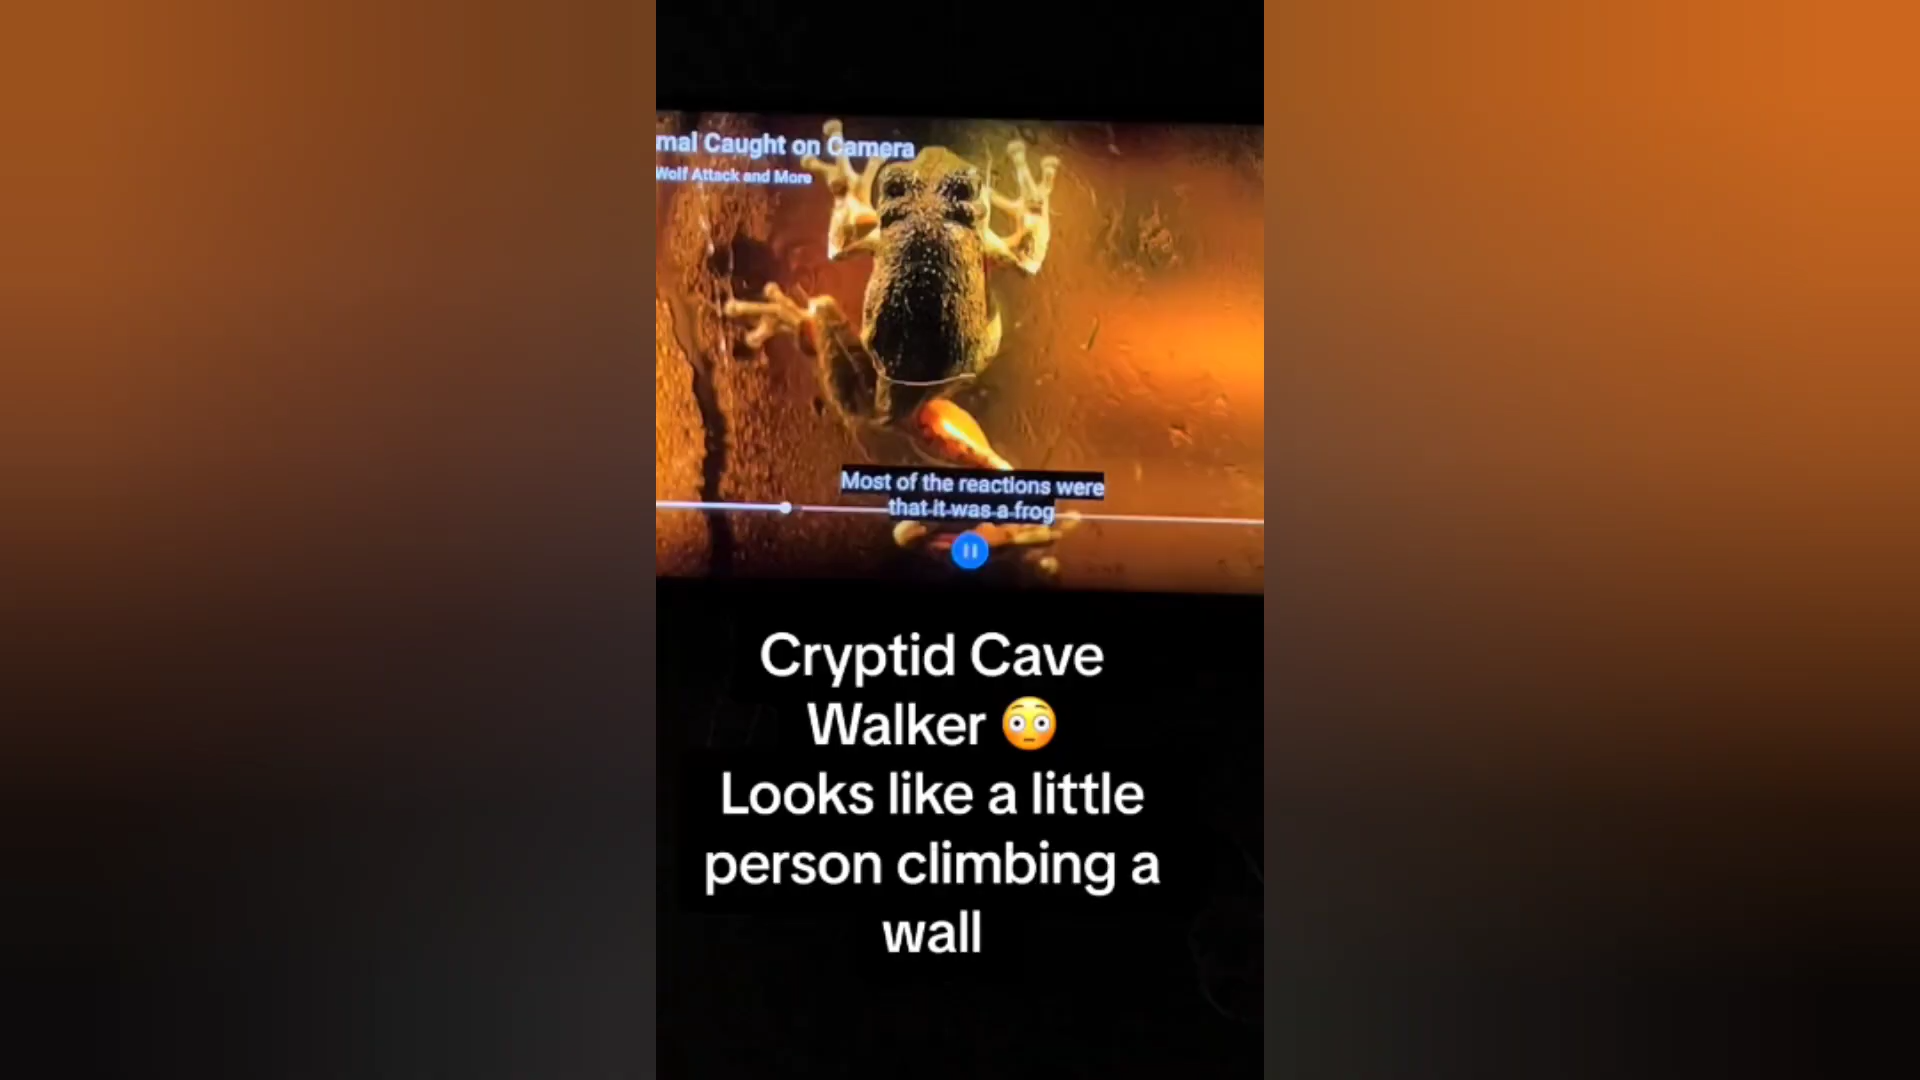 mal Caught on Camera
Wolf Attack and More
Most of the reactions were
that it was a frog
Cryptid Cave
Walker 😳
Looks like a little
person climbing a
wall